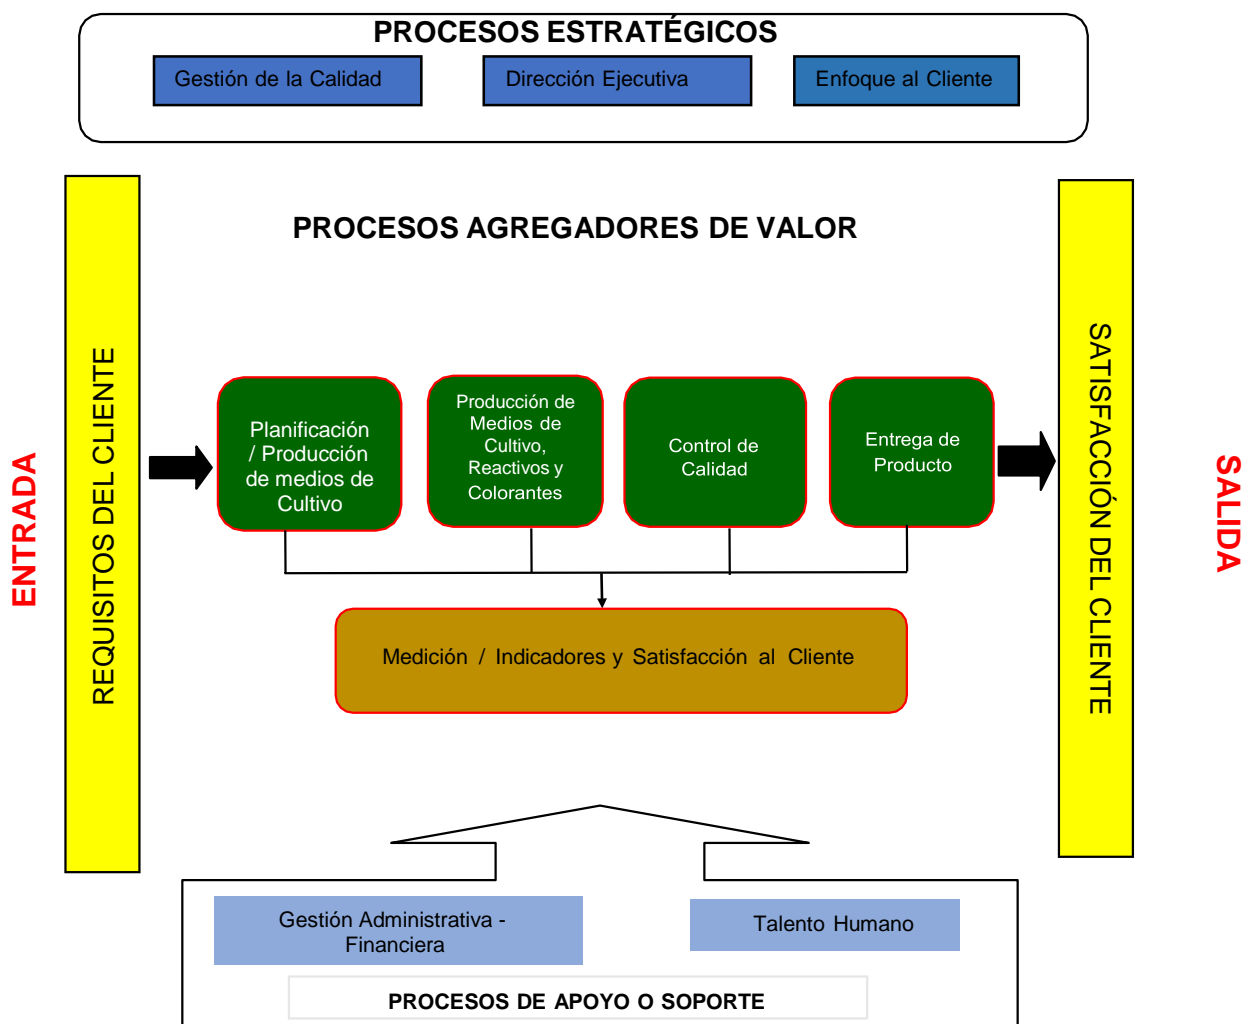 PROCESOS ESTRATÉGICOS
Gestión de la Calidad
Dirección Ejecutiva
Enfoque al Cliente
PROCESOS AGREGADORES DE VALOR
ENTRADA
REQUISITOS DEL CLIENTE
Planificación
/ Producción
de medios de
Cultivo
Producción de
Medios de
Cultivo,
Reactivos y
Colorantes
Control de
Calidad
Entrega de
Producto
SATISFACCIÓN DEL CLIENTE
SALIDA
Medición / Indicadores y Satisfacción al Cliente
Gestión Administrativa -
Financiera
Talento Humano
PROCESOS DE APOYO O SOPORTE